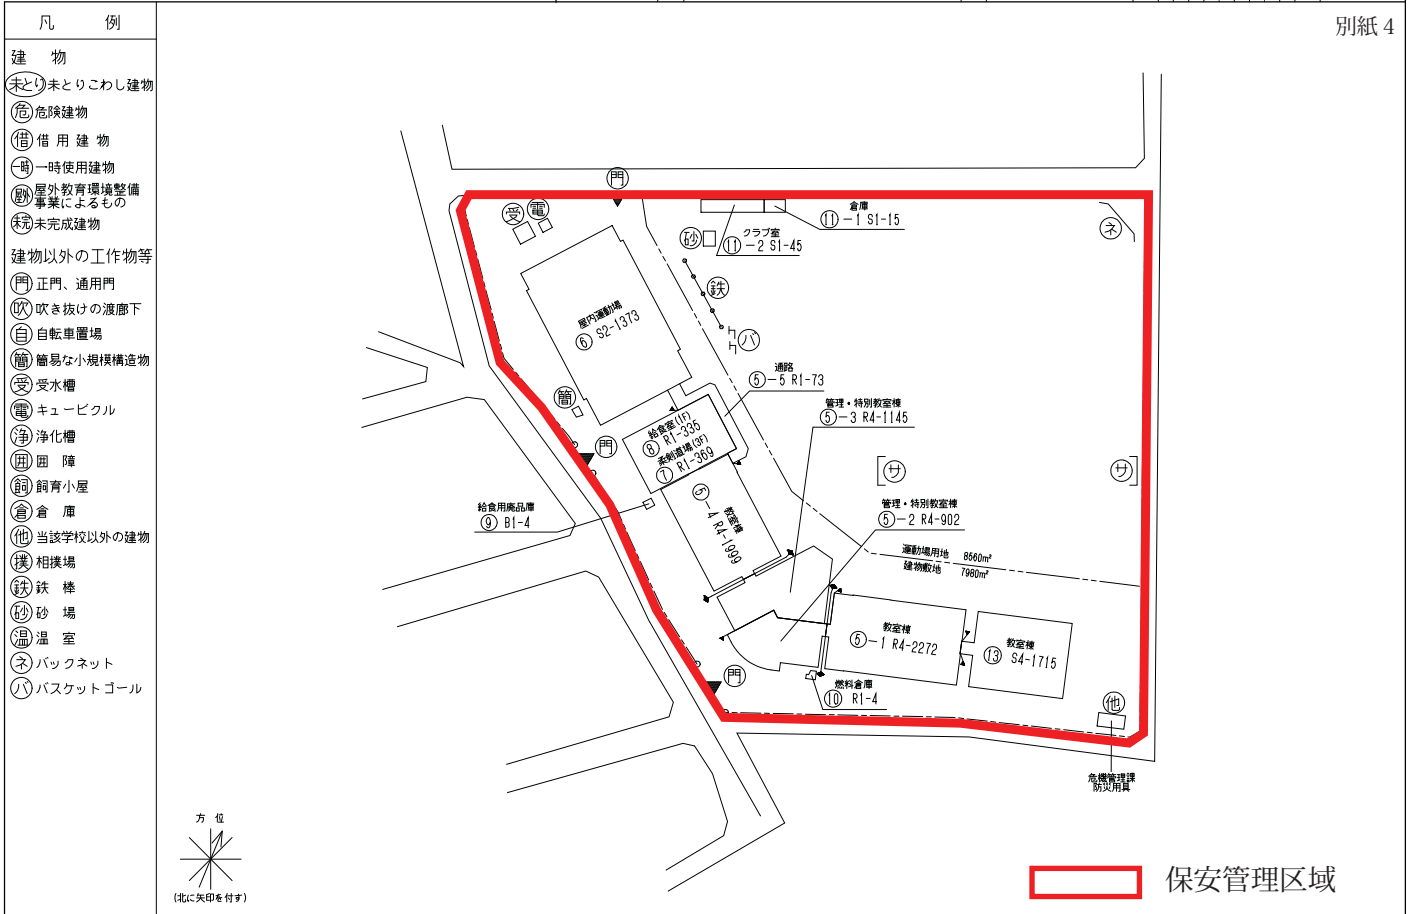 別紙 4
凡 例
建 物
未とり 未とりこわし建物
危 危険建物
借 借 用 建 物
一時 一時使用建物
屋外教育環境整備
事業によるもの
未完成建物
建物以外の工作物等
門 正門、通用門
吹 吹き抜けの渡廊下
自 自転車置場
簡 簡易な小規模構造物
受 受水槽
電 キュービクル
浄 浄化槽
囲 囲 障
飼 飼育小屋
倉 倉 庫
他 当該学校以外の建物
撲 相撲場
鉄 鉄 棒
砂 砂 場
温 温 室
ネ バックネット
バ バスケットゴール
方 位
(北に矢印を付す)
門
受
電
砂
倉庫
⑪-1 S1-15
クラブ室
⑪-2 S1-45
ネ
鉄
バ
屋内運動場
⑥ S2-1373
通路
⑤-5 R1-73
簡
管理・特別教室棟
⑤-3 R4-1145
給食室(1F)
⑧ R1-335
柔剣道場(3F)
⑦ R1-369
門
サ
サ
教室棟
⑤-4 R4-1999
給食用廃品庫
⑨ B1-4
管理・特別教室棟
⑤-2 R4-902
運動場用地 8560㎡
建物敷地 7980㎡
教室棟
⑤-1 R4-2272
教室棟
⑬ S4-1715
門
燃料倉庫
⑩ R1-4
他
危機管理課
防災用具
保安管理区域